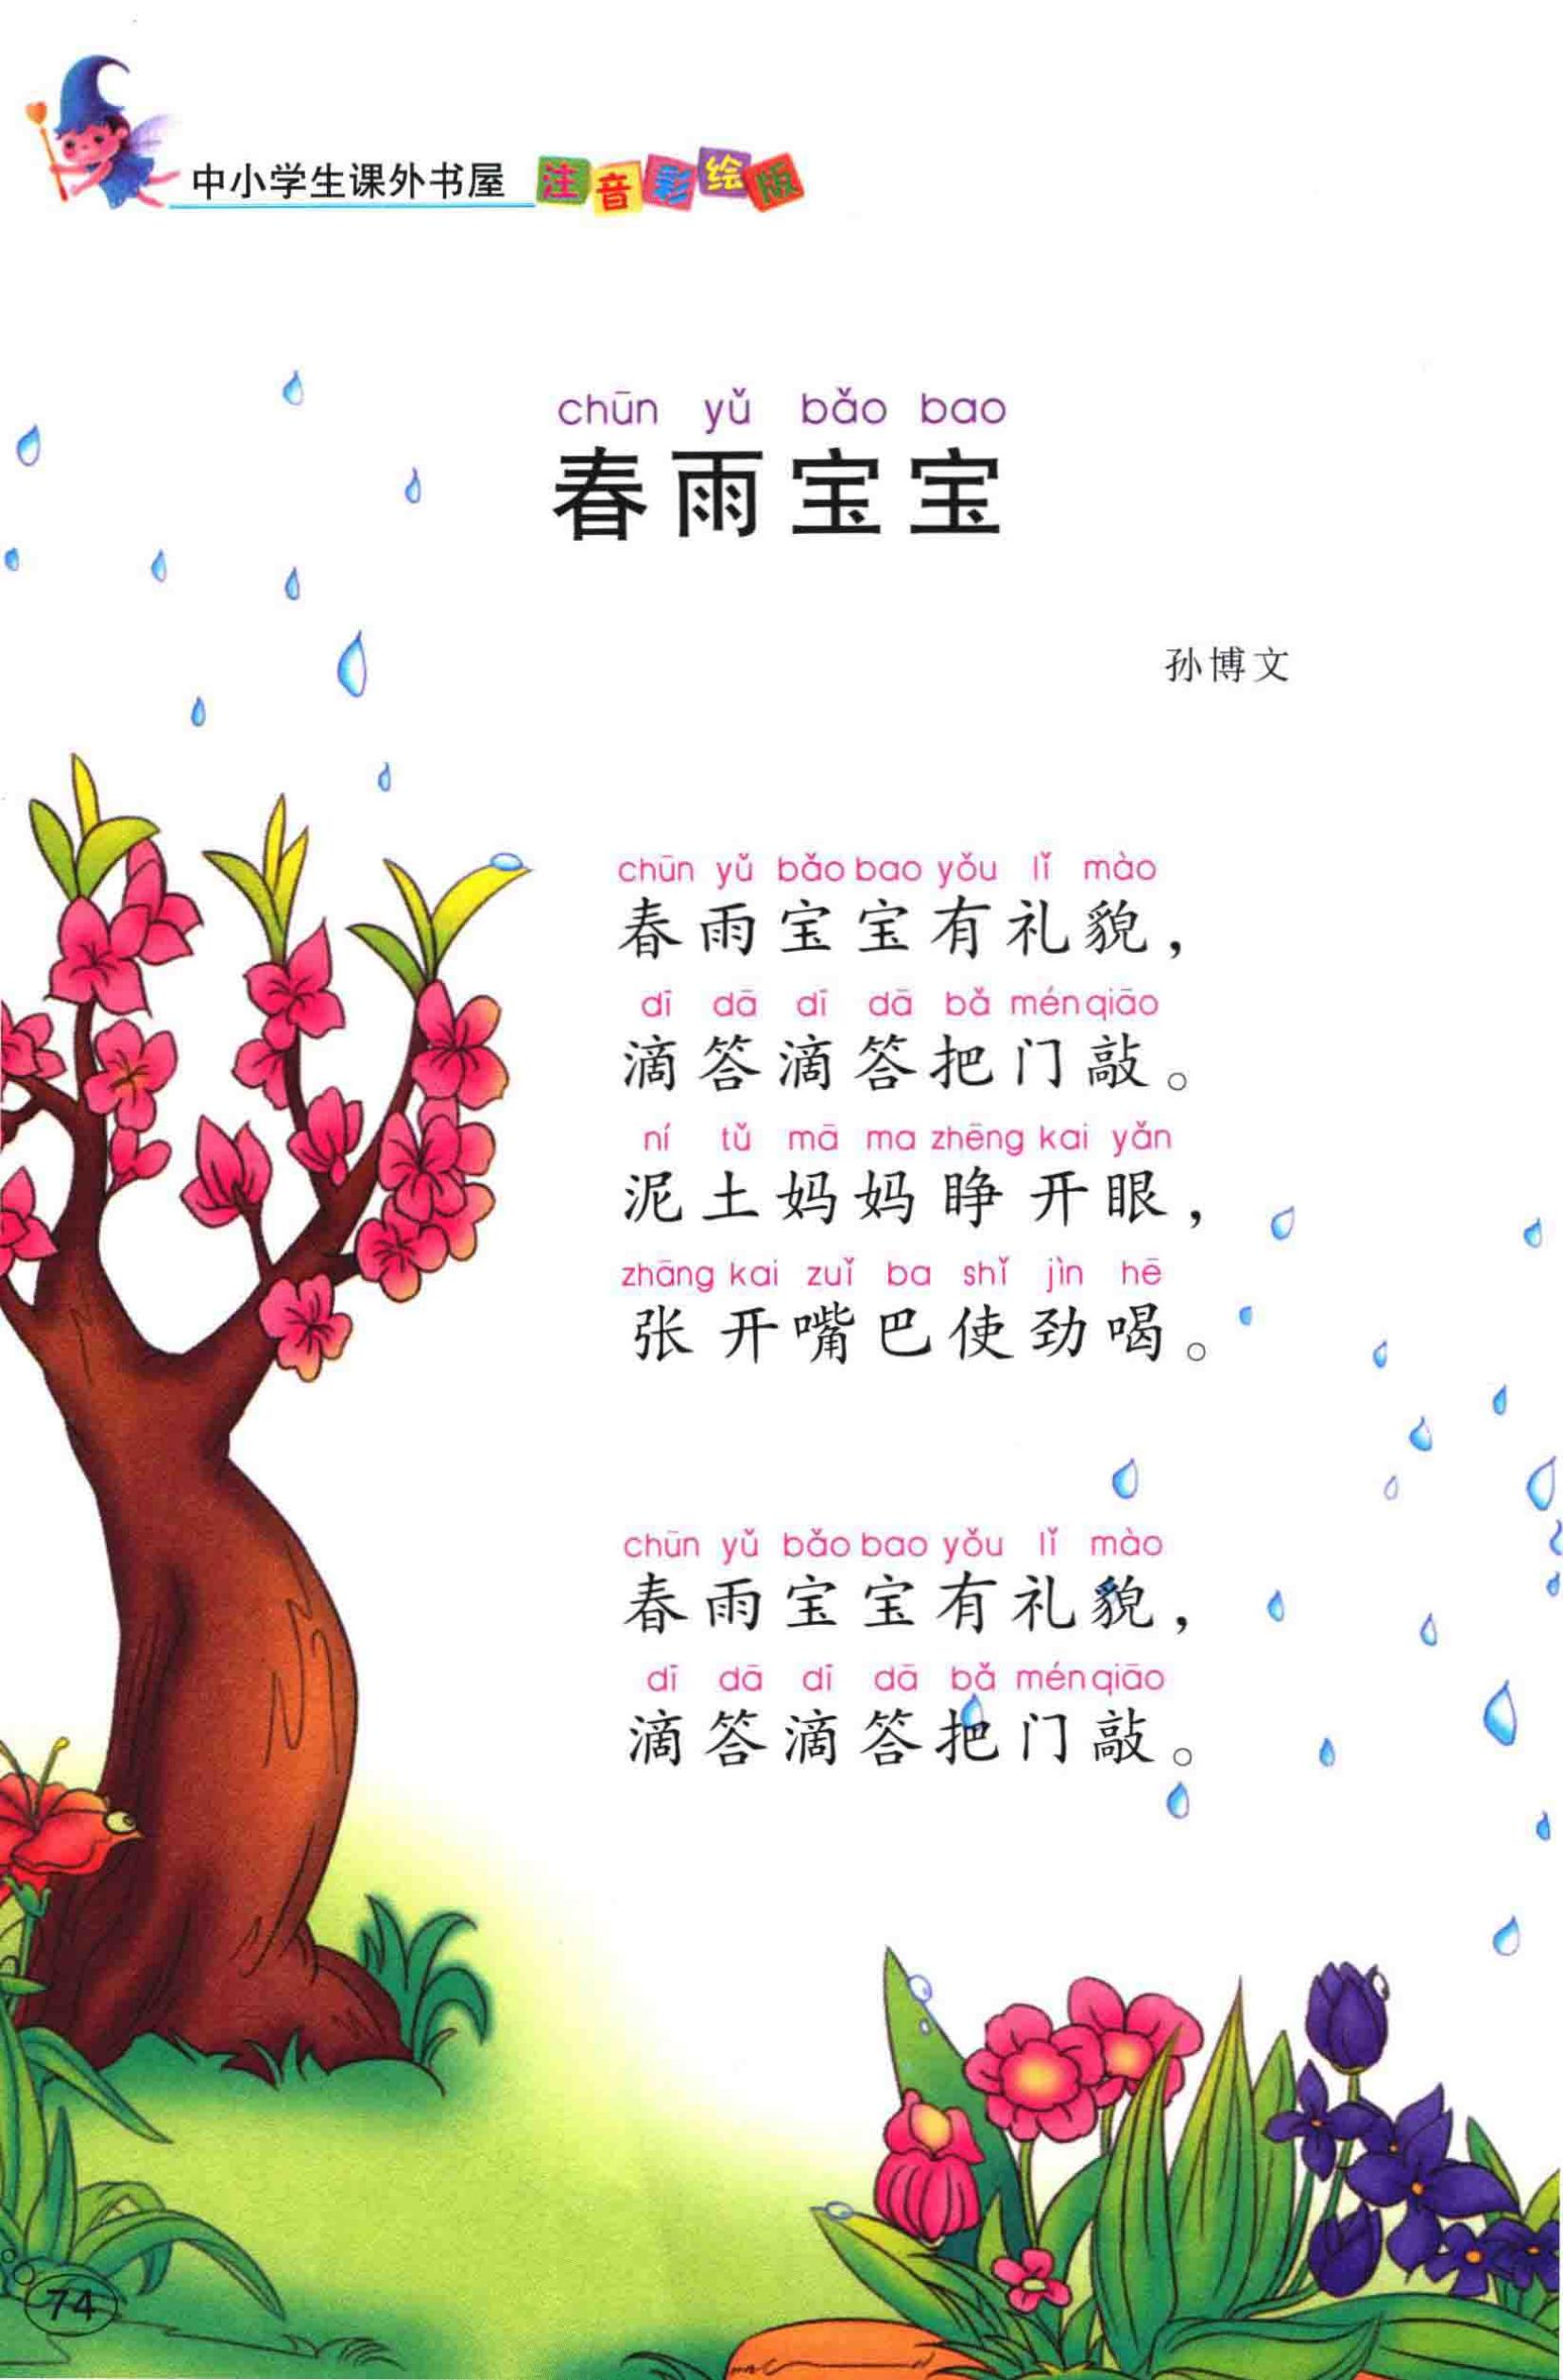 中小学生课外书屋 注音彩绘版
chūn yǔ bǎo bao
春雨宝宝
孙博文
chūn yǔ bǎo bao yǒu lǐ mào
春雨宝宝有礼貌，
dī dā dī dā bǎ mén qiāo
滴答滴答把门敲。
ní tǔ mā ma zhēng kai yǎn
泥土妈妈睁开眼，
zhāng kai zuǐ ba shǐ jìn hē
张开嘴巴使劲喝。
chūn yǔ bǎo bao yǒu lǐ mào
春雨宝宝有礼貌，
dī dā dī dā bǎ mén qiāo
滴答滴答把门敲。
74